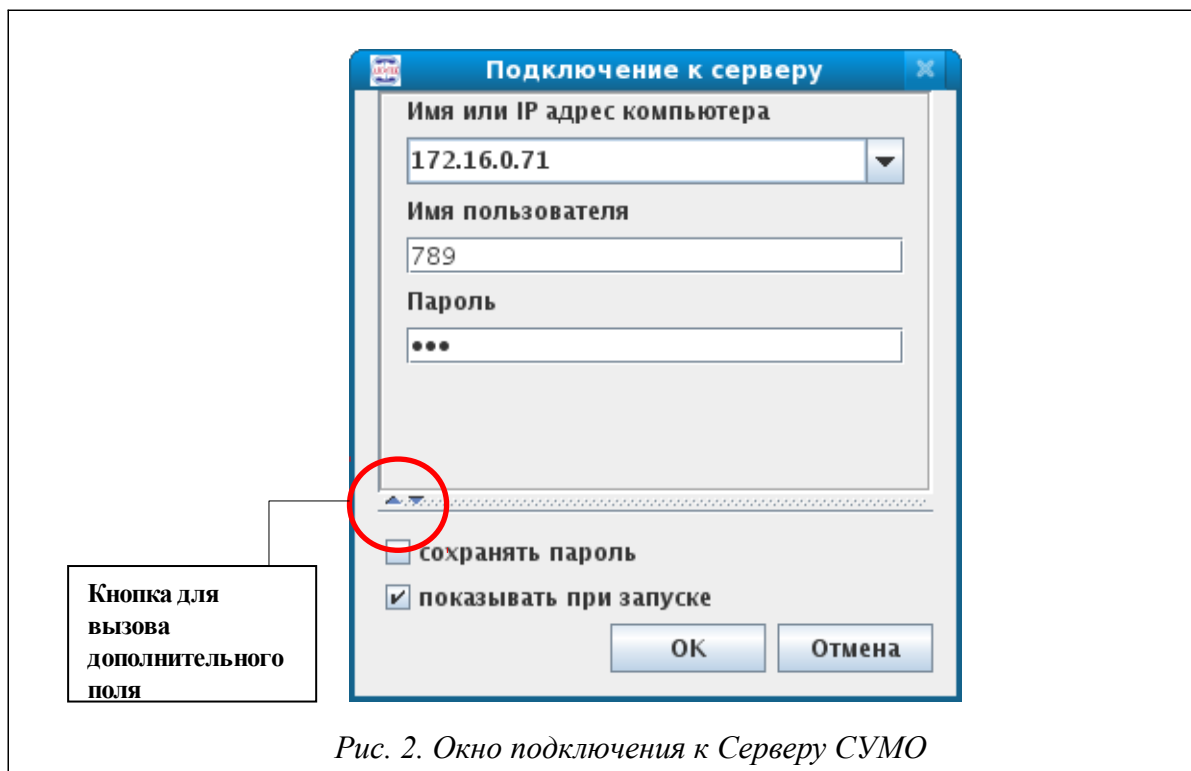 Подключение к серверу
Имя или IP адрес компьютера
172.16.0.71
Имя пользователя
789
Пароль
•••
сохранять пароль
показывать при запуске
OK Отмена
Кнопка для
вызова
дополнительного
поля
Рис. 2. Окно подключения к Серверу СУМО